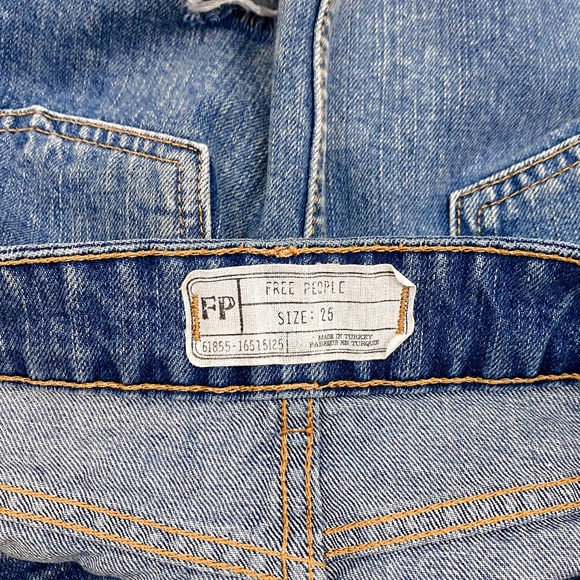 FREE PEOPLE
FP
SIZE: 25
61855-16515125
MADE IN TURKEY
FABRIQUE EN TURQUIE